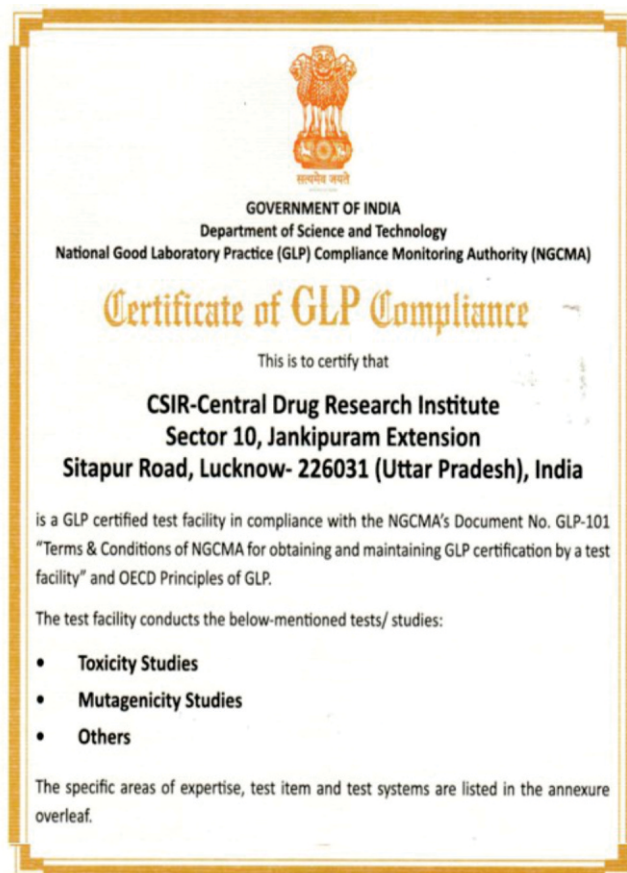 सत्यमेव जयते
GOVERNMENT OF INDIA
Department of Science and Technology
National Good Laboratory Practice (GLP) Compliance Monitoring Authority (NGCMA)
Certificate of GLP Compliance
This is to certify that
CSIR-Central Drug Research Institute
Sector 10, Jankipuram Extension
Sitapur Road, Lucknow- 226031 (Uttar Pradesh), India
is a GLP certified test facility in compliance with the NGCMA's Document No. GLP-101
"Terms & Conditions of NGCMA for obtaining and maintaining GLP certification by a test
facility" and OECD Principles of GLP.
The test facility conducts the below-mentioned tests/ studies:
• Toxicity Studies
• Mutagenicity Studies
• Others
The specific areas of expertise, test item and test systems are listed in the annexure
overleaf.